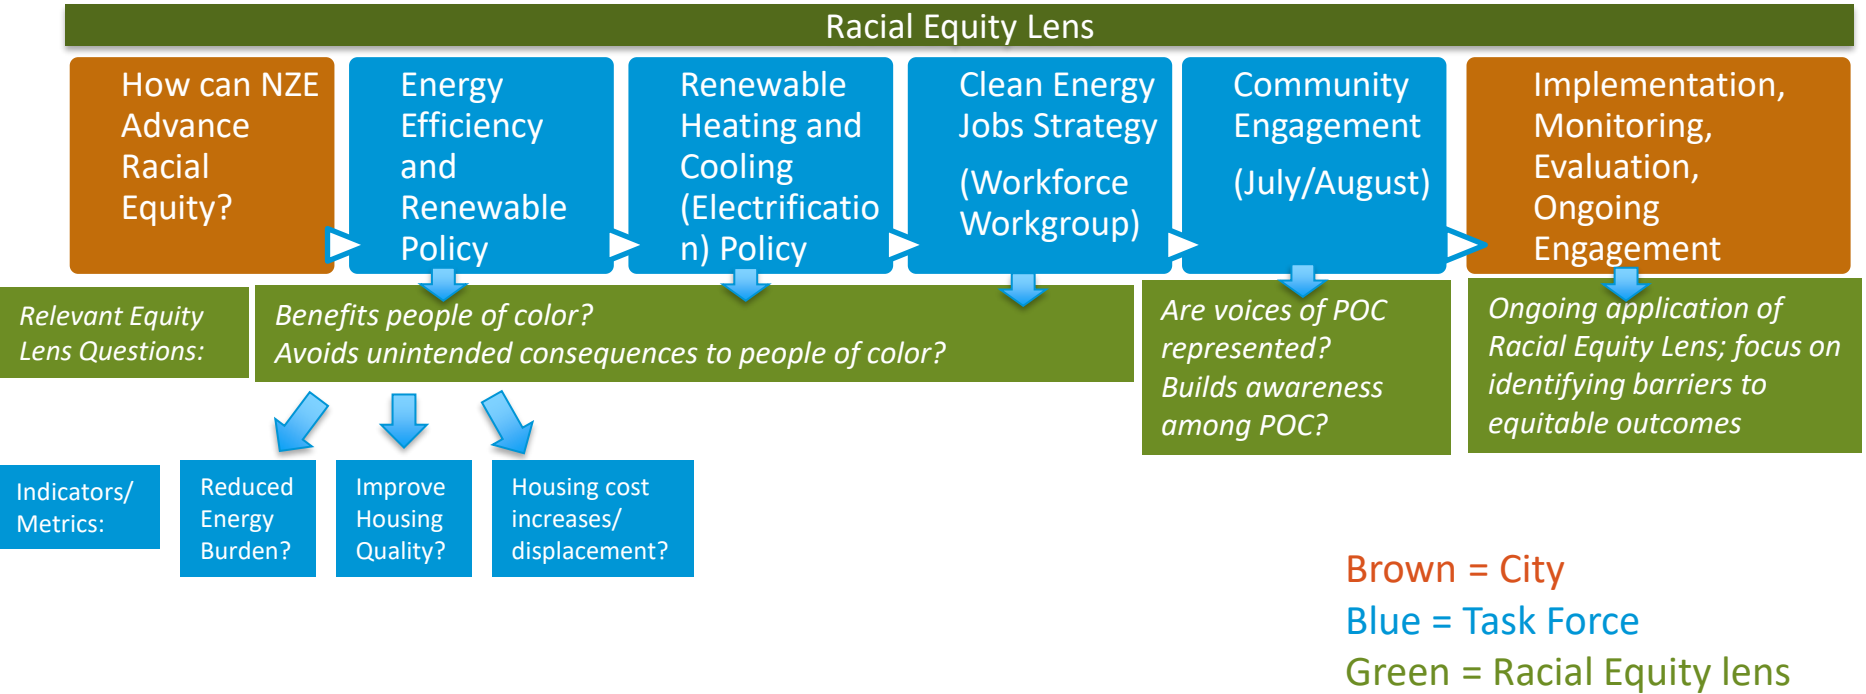 Racial Equity Lens
How can NZE
Advance
Racial
Equity?
Energy
Efficiency
and
Renewable
Policy
Renewable
Heating and
Cooling
(Electrificatio
n) Policy
Clean Energy
Jobs Strategy
(Workforce
Workgroup)
Community
Engagement
(July/August)
Implementation,
Monitoring,
Evaluation,
Ongoing
Engagement
Relevant Equity
Lens Questions:
Benefits people of color?
Avoids unintended consequences to people of color?
Are voices of POC
represented?
Builds awareness
among POC?
Ongoing application of
Racial Equity Lens; focus on
identifying barriers to
equitable outcomes
Indicators/
Metrics:
Reduced
Energy
Burden?
Improve
Housing
Quality?
Housing cost
increases/
displacement?
Brown = City
Blue = Task Force
Green = Racial Equity lens